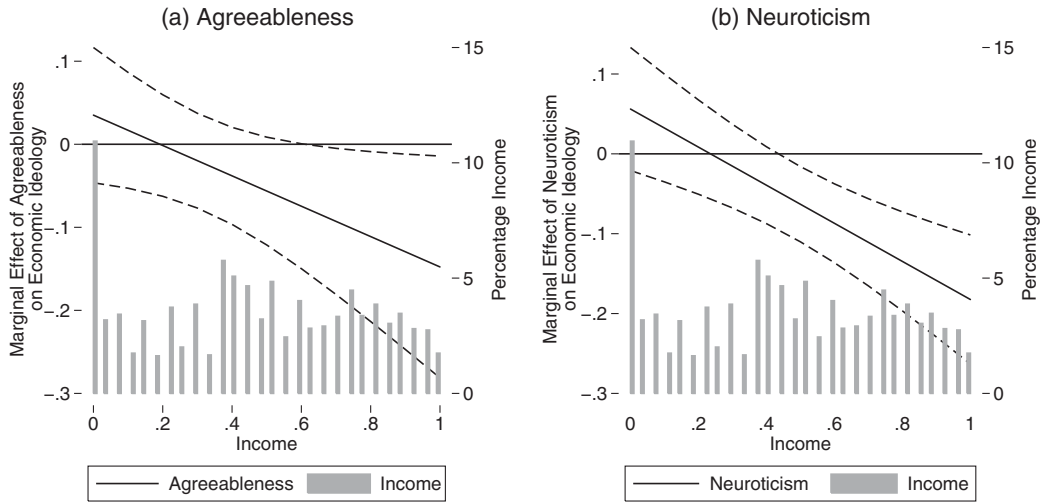 (a) Agreeableness
Marginal Effect of Agreeableness
on Economic Ideology
.1
0
−.1
−.2
−.3
15
10
5
0
Percentage Income
0 .2 .4 .6 .8 1
Income
Agreeableness Income
(b) Neuroticism
Marginal Effect of Neuroticism
on Economic Ideology
.1
0
−.1
−.2
−.3
15
10
5
0
Percentage Income
0 .2 .4 .6 .8 1
Income
Neuroticism Income